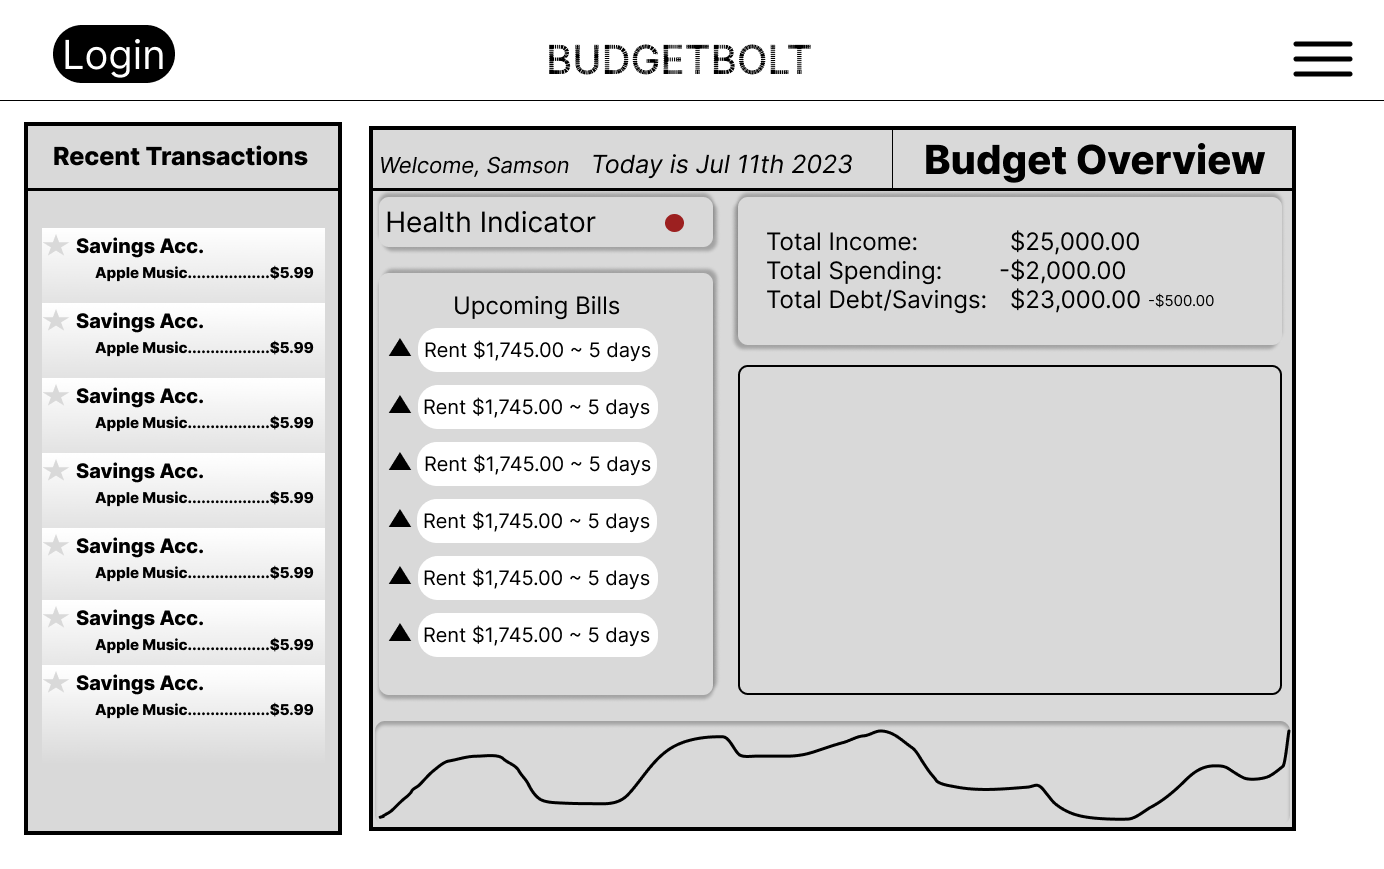 Login
BUDGETBOLT
Recent Transactions
Savings Acc.
Apple Music..................$5.99
Savings Acc.
Apple Music..................$5.99
Savings Acc.
Apple Music..................$5.99
Savings Acc.
Apple Music..................$5.99
Savings Acc.
Apple Music..................$5.99
Savings Acc.
Apple Music..................$5.99
Savings Acc.
Apple Music..................$5.99
Welcome, Samson Today is Jul 11th 2023
Budget Overview
Health Indicator
Upcoming Bills
Rent $1,745.00 ~ 5 days
Rent $1,745.00 ~ 5 days
Rent $1,745.00 ~ 5 days
Rent $1,745.00 ~ 5 days
Rent $1,745.00 ~ 5 days
Rent $1,745.00 ~ 5 days
Total Income: $25,000.00
Total Spending: -$2,000.00
Total Debt/Savings: $23,000.00 -$500.00